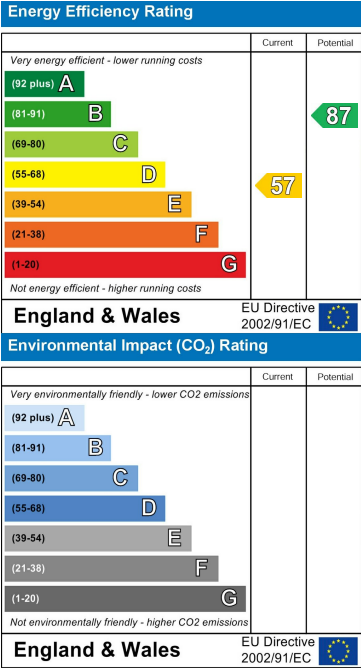 Energy Efficiency Rating
Current Potential
Very energy efficient - lower running costs
(92 plus) A
(81-91) B
87
(69-80) C
(55-68) D
57
(39-54) E
(21-38) F
(1-20) G
Not energy efficient - higher running costs
England & Wales
EU Directive
2002/91/EC
Environmental Impact (CO₂) Rating
Current Potential
Very environmentally friendly - lower CO2 emissions
(92 plus) A
(81-91) B
(69-80) C
(55-68) D
(39-54) E
(21-38) F
(1-20) G
Not environmentally friendly - higher CO2 emissions
England & Wales
EU Directive
2002/91/EC